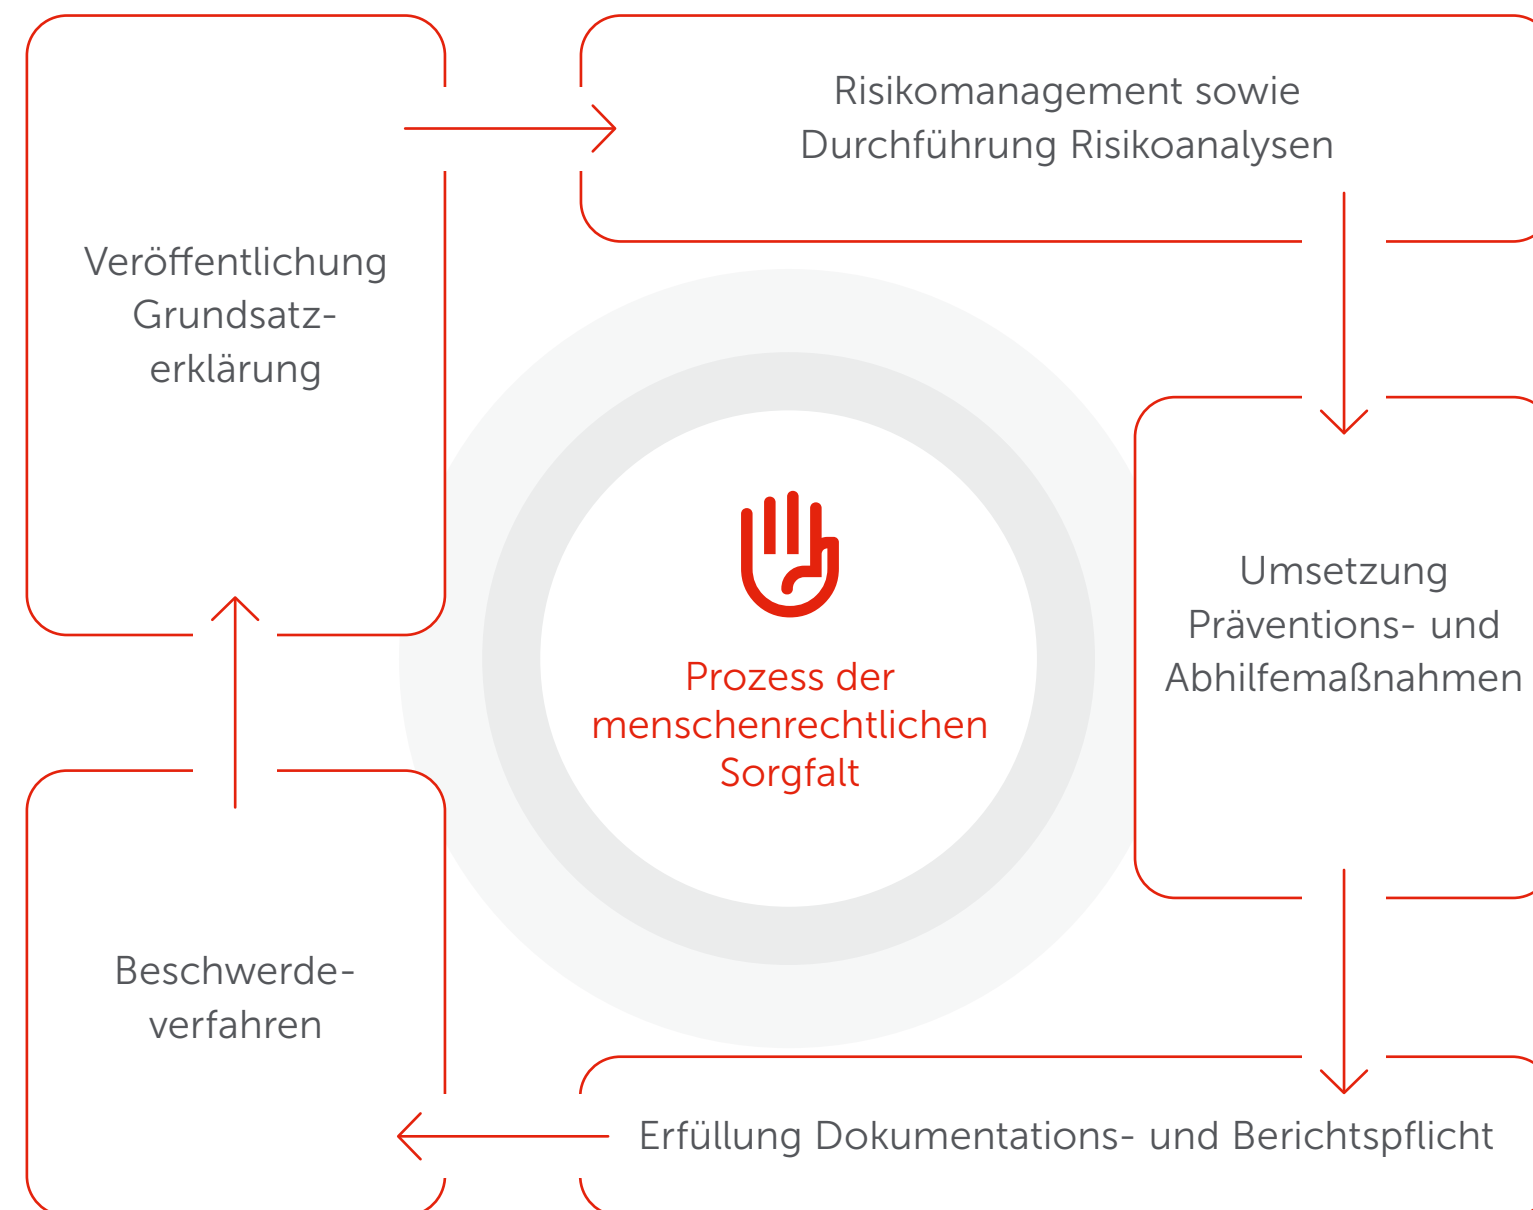 Risikomanagement sowie
Durchführung Risikoanalysen
Veröffentlichung
Grundsatz-
erklärung
Umsetzung
Präventions- und
Abhilfemaßnahmen
Prozess der
menschenrechtlichen
Sorgfalt
Beschwerde-
verfahren
Erfüllung Dokumentations- und Berichtspflicht